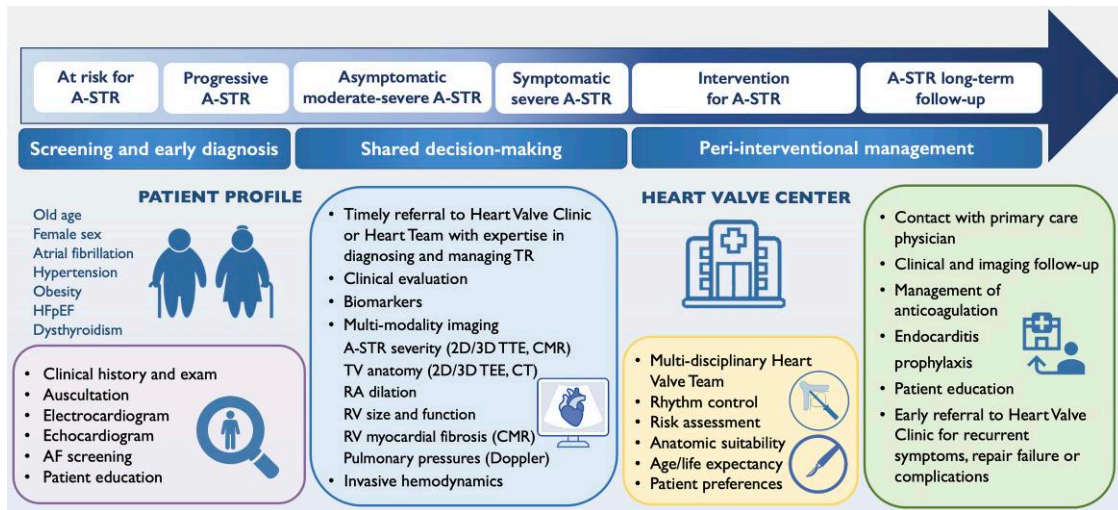 At risk for
A-STR
Progressive
A-STR
Asymptomatic
moderate-severe A-STR
Symptomatic
severe A-STR
Intervention
for A-STR
A-STR long-term
follow-up
Screening and early diagnosis
Shared decision-making
Peri-interventional management
PATIENT PROFILE
Old age
Female sex
Atrial fibrillation
Hypertension
Obesity
HFpEF
Dysthyroidism
• Clinical history and exam
• Auscultation
• Electrocardiogram
• Echocardiogram
• AF screening
• Patient education
• Timely referral to Heart Valve Clinic
or Heart Team with expertise in
diagnosing and managing TR
• Clinical evaluation
• Biomarkers
• Multi-modality imaging
A-STR severity (2D/3D TTE, CMR)
TV anatomy (2D/3D TEE, CT)
RA dilation
RV size and function
RV myocardial fibrosis (CMR)
Pulmonary pressures (Doppler)
• Invasive hemodynamics
HEART VALVE CENTER
• Multi-disciplinary Heart
Valve Team
• Rhythm control
• Risk assessment
• Anatomic suitability
• Age/life expectancy
• Patient preferences
• Contact with primary care
physician
• Clinical and imaging follow-up
• Management of
anticoagulation
• Endocarditis
prophylaxis
• Patient education
• Early referral to Heart Valve
Clinic for recurrent
symptoms, repair failure or
complications